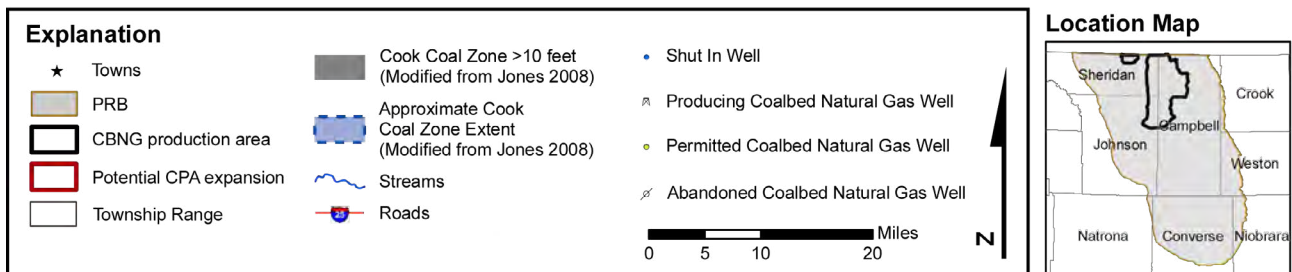 Explanation
Towns
PRB
CBNG production area
Potential CPA expansion
Township Range
Cook Coal Zone >10 feet
(Modified from Jones 2008)
Approximate Cook
Coal Zone Extent
(Modified from Jones 2008)
Streams
25
Roads
Shut In Well
Producing Coalbed Natural Gas Well
Permitted Coalbed Natural Gas Well
Abandoned Coalbed Natural Gas Well
Miles
0 5 10 20
N
Location Map
Sheridan
Crook
Campbell
Johnson
Weston
Natrona
Converse
Niobrara